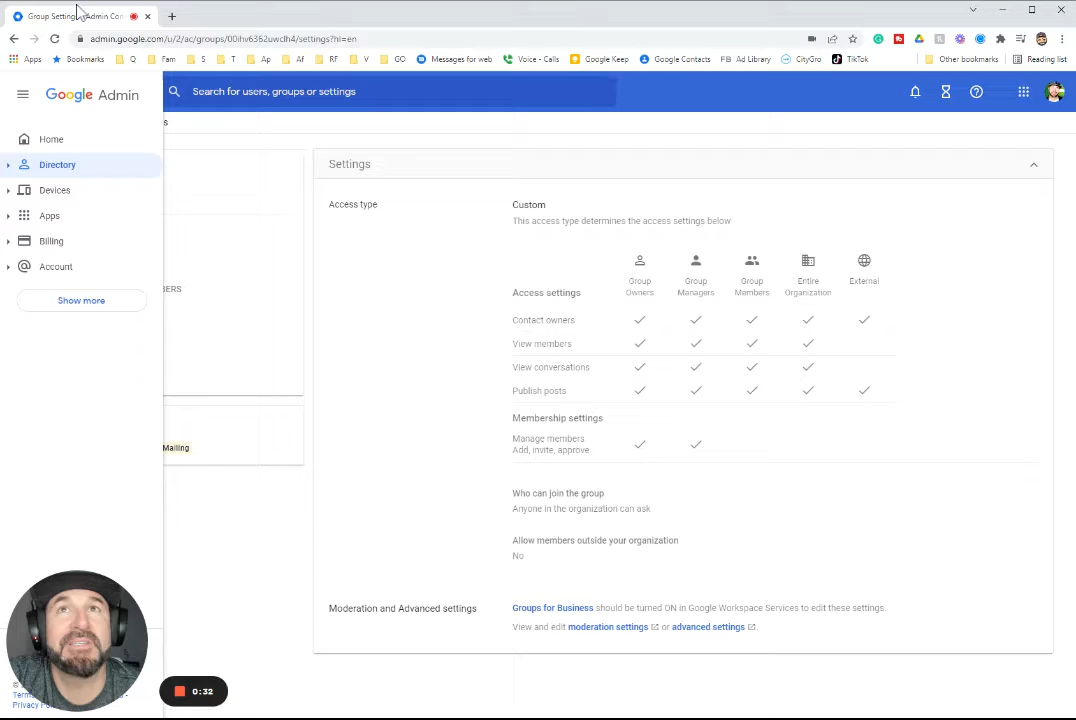 Group Settings - Admin Con
admin.google.com/u/2/ac/groups/00ihv6362uwclh4/settings?hl=en
Apps
Bookmarks
Q
Fam
S
T
Ap
Af
RF
V
GO
Messages for web
Voice - Calls
Google Keep
Google Contacts
FB Ad Library
CityGro
TikTok
Other bookmarks
Reading list
Google Admin
Search for users, groups or settings
s
Home
Directory
Devices
Apps
Billing
Account
Show more
BERS
Mailing
Settings
Access type
Custom
This access type determines the access settings below
Access settings
Group Owners
Group Managers
Group Members
Entire Organization
External
Contact owners
View members
View conversations
Publish posts
Membership settings
Manage members
Add, invite, approve
Who can join the group
Anyone in the organization can ask
Allow members outside your organization
No
Moderation and Advanced settings
Groups for Business should be turned ON in Google Workspace Services to edit these settings.
View and edit moderation settings or advanced settings.
0:32